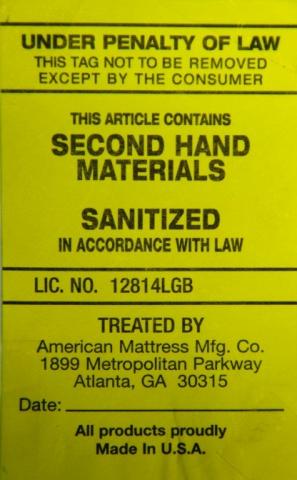 UNDER PENALTY OF LAW
THIS TAG NOT TO BE REMOVED
EXCEPT BY THE CONSUMER
THIS ARTICLE CONTAINS
SECOND HAND
MATERIALS
SANITIZED
IN ACCORDANCE WITH LAW
LIC. NO. 12814LGB
TREATED BY
American Mattress Mfg. Co.
1899 Metropolitan Parkway
Atlanta, GA 30315
Date:
All products proudly
Made In U.S.A.